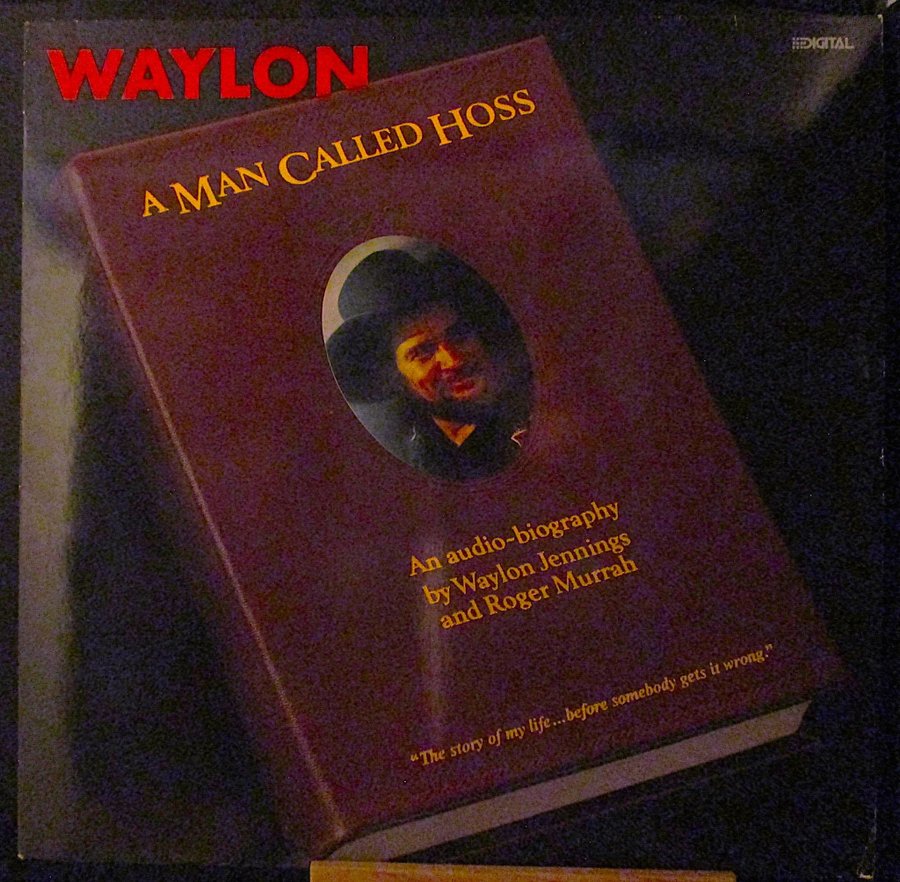 WAYLON
DIGITAL
A MAN CALLED HOSS
An audio-biography
by Waylon Jennings
and Roger Murrah
"The story of my life...before somebody gets it wrong."